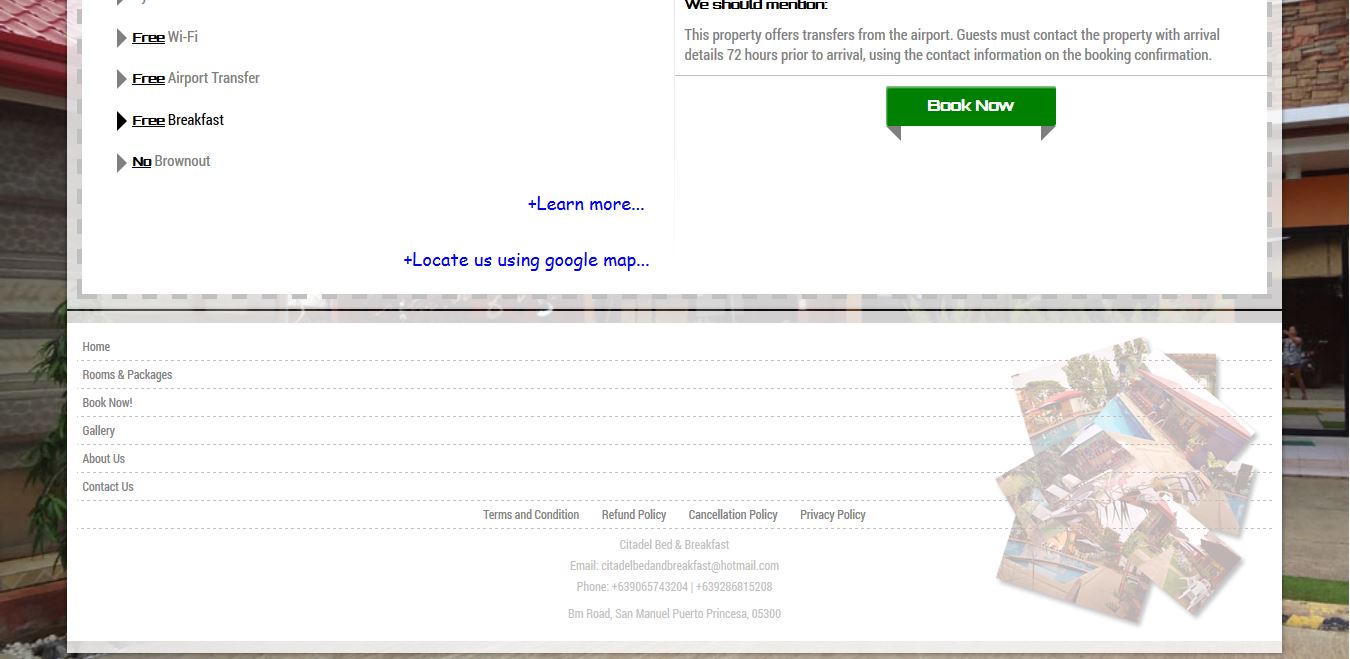 Free Wi-Fi
Free Airport Transfer
Free Breakfast
No Brownout
+Learn more...
+Locate us using google map...
We should mention:
This property offers transfers from the airport. Guests must contact the property with arrival
details 72 hours prior to arrival, using the contact information on the booking confirmation.
Book Now
Home
Rooms & Packages
Book Now!
Gallery
About Us
Contact Us
Terms and Condition Refund Policy Cancellation Policy Privacy Policy
Citadel Bed & Breakfast
Email: citadelbedandbreakfast@hotmail.com
Phone: +639065743204 | +639286815208
Bm Road, San Manuel Puerto Princesa, 05300